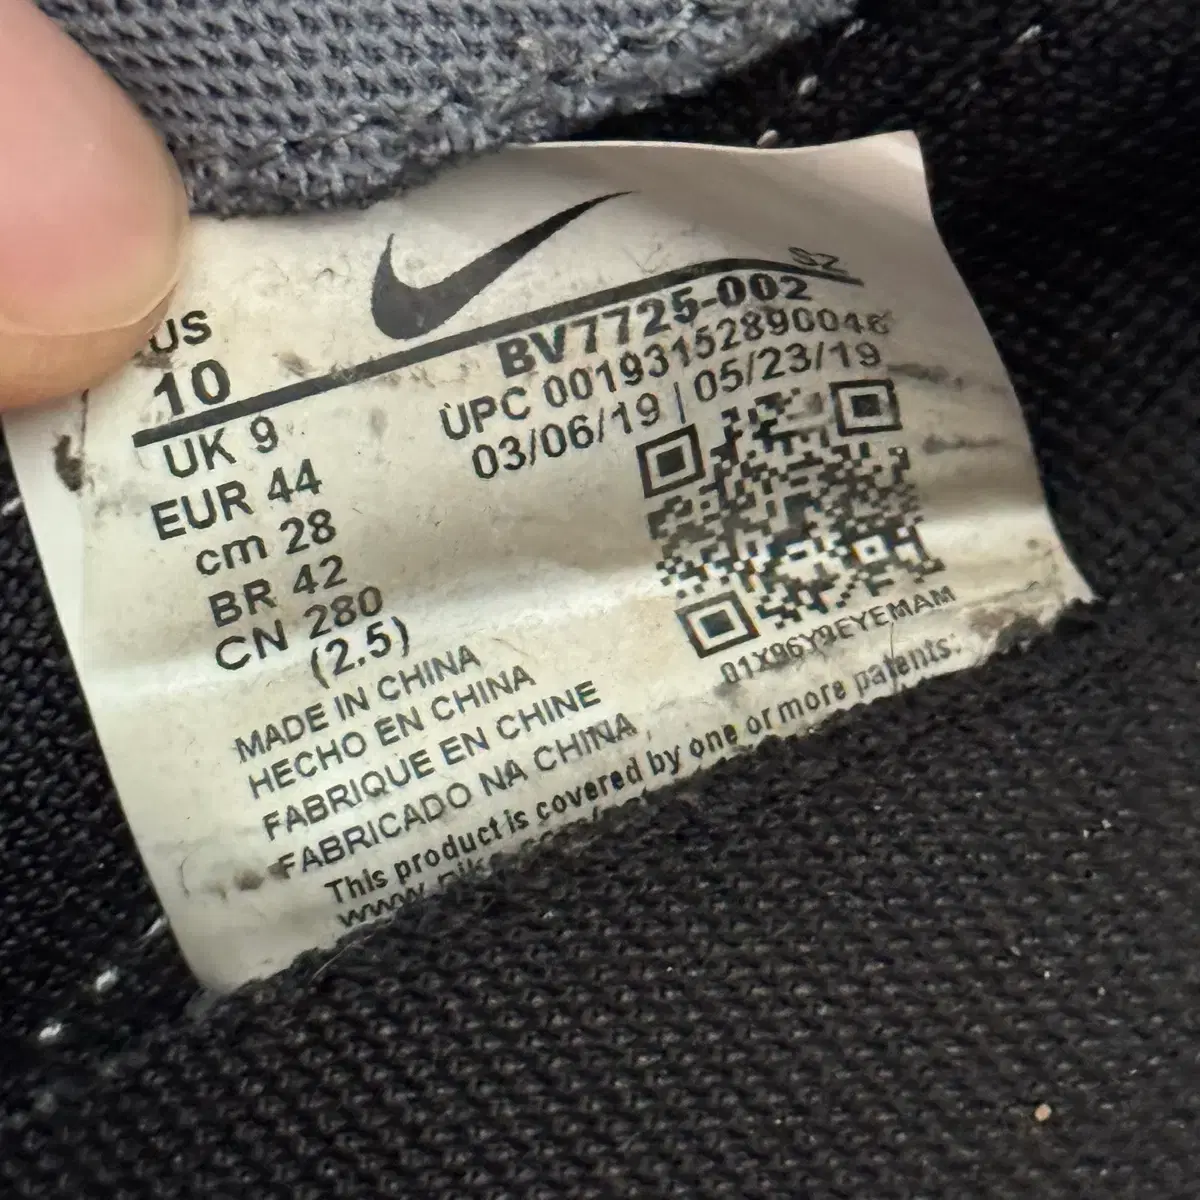 SZ
US
10
UK 9
EUR 44
cm 28
BR 42
CN 280
(2.5)
BV7725-002
UPC 00193152890046
03/06/19 | 05/23/19
MADE IN CHINA
HECHO EN CHINA
FABRIQUE EN CHINE
FABRICADO NA CHINA
This product is covered by one or more patents: